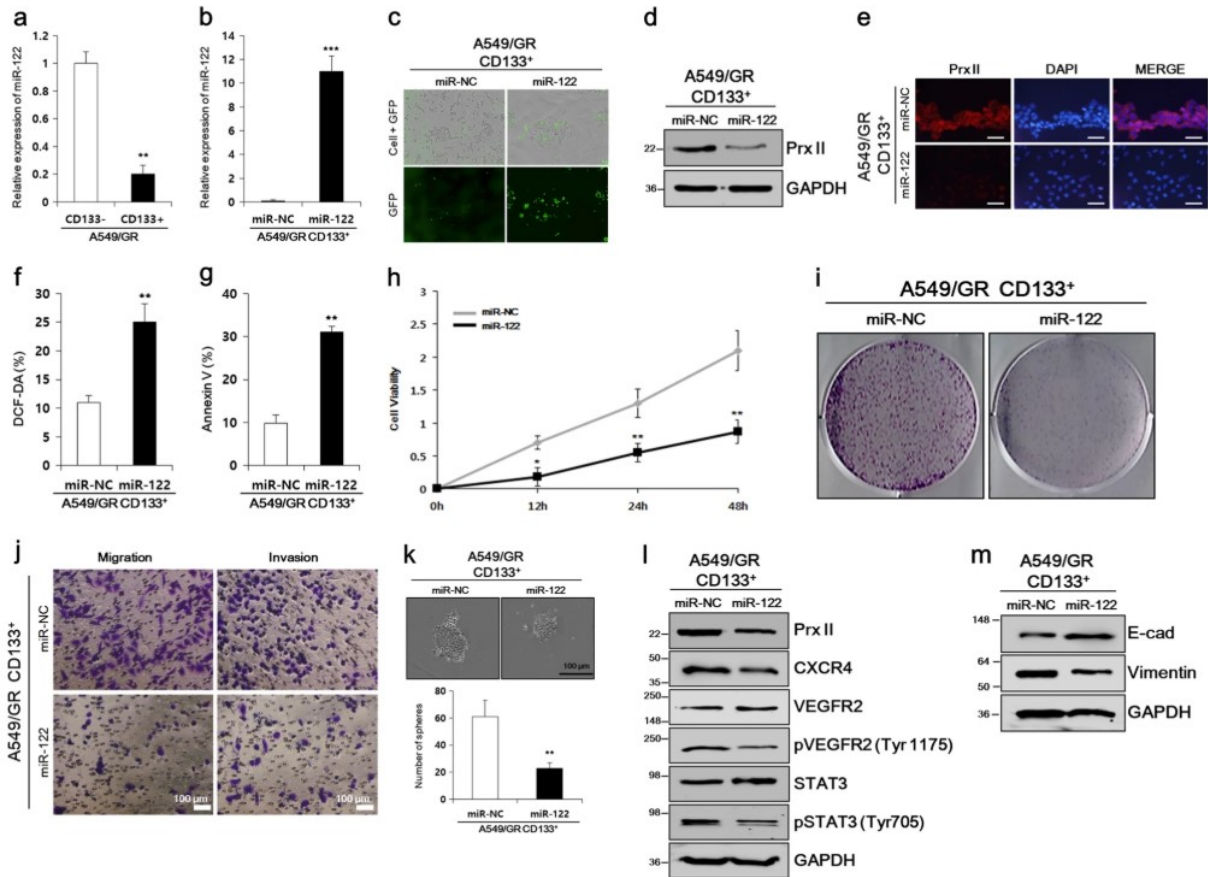 a
Relative expression of miR-122
1.2
1
0.8
0.6
0.4
0.2
0
**
CD133-
CD133+
A549/GR
b
Relative expression of miR-122
14
12
10
8
6
4
2
0
***
miR-NC
miR-122
A549/GR CD133+
c
A549/GR
CD133+
miR-NC
miR-122
Cell + GFP
GFP
d
A549/GR
CD133+
miR-NC miR-122
22
Prx II
36
GAPDH
e
Prx II
DAPI
MERGE
A549/GR
CD133+
miR-NC
miR-122
f
DCF-DA (%)
30
25
20
15
10
5
0
**
miR-NC
miR-122
A549/GR CD133+
g
Annexin V (%)
40
30
20
10
0
**
miR-NC
miR-122
A549/GR CD133+
h
Cell Viability
3
2.5
2
1.5
1
0.5
0
miR-NC
miR-122
*
**
**
0h
12h
24h
48h
i
A549/GR CD133+
miR-NC
miR-122
j
Migration
Invasion
A549/GR CD133+
miR-NC
miR-122
100 µm
100 µm
k
A549/GR
CD133+
miR-NC
miR-122
100 µm
Number of spheres
80
60
40
20
0
**
miR-NC
miR-122
A549/GR CD133+
l
A549/GR
CD133+
miR-NC miR-122
22
Prx II
50
35
CXCR4
250
148
VEGFR2
250
pVEGFR2 (Tyr 1175)
98
STAT3
98
pSTAT3 (Tyr705)
36
GAPDH
m
A549/GR
CD133+
miR-NC miR-122
148
E-cad
64
50
Vimentin
36
GAPDH